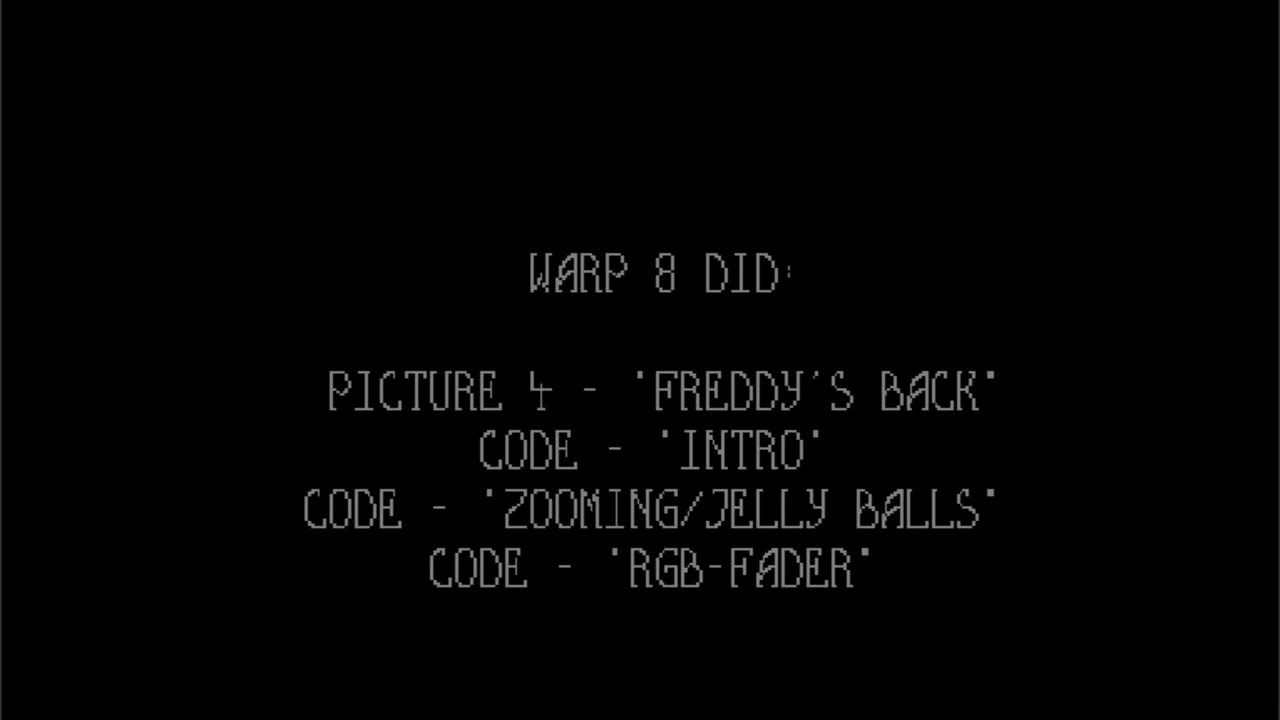 WARP 8 DID:
PICTURE 4 - "FREDDY'S BACK"
CODE - "INTRO"
CODE - "ZOOMING/JELLY BALLS"
CODE - "RGB-FADER"